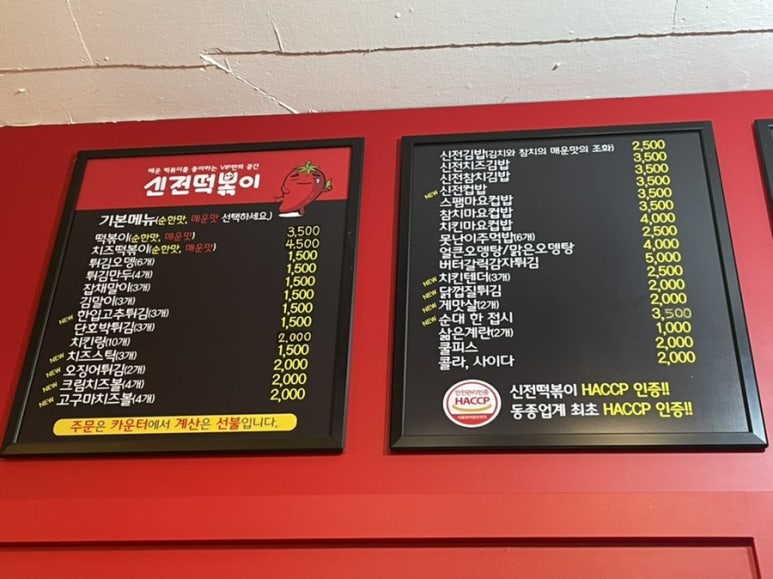 매운 떡볶이를 좋아하는 VIP만의 공간
신전떡볶이
기본메뉴(순한맛, 매운맛 선택하세요.)
떡볶이(순한맛, 매운맛) 3,500
치즈떡볶이(순한맛, 매운맛) 4,500
튀김오뎅(6개) 1,500
튀김만두(4개) 1,500
잡채말이(3개) 1,500
김말이(3개) 1,500
NEW 한입고추튀김(3개) 1,500
단호박튀김(3개) 1,500
치킨링(10개) 2,000
NEW 치즈스틱(3개) 1,500
NEW 오징어튀김(2개) 2,000
NEW 크림치즈볼(4개) 2,000
NEW 고구마치즈볼(4개) 2,000
주문은 카운터에서 계산은 선불입니다.
신전김밥(김치와 참치의 매운맛의 조화) 2,500
신전치즈김밥 3,500
신전참치김밥 3,500
NEW 신전컵밥 3,500
스팸마요컵밥 3,500
참치마요컵밥 3,500
치킨마요컵밥 4,000
못난이주먹밥(6개) 2,500
얼큰오뎅탕/맑은오뎅탕 4,000
버터갈릭감자튀김 5,000
NEW 치킨텐더(3개) 2,500
NEW 닭껍질튀김 2,000
NEW 게맛살(2개) 2,000
NEW 순대 한 접시 3,500
삶은계란(2개) 1,000
쿨피스 2,000
콜라, 사이다 2,000
안전관리인증
HACCP
신전떡볶이 HACCP 인증!!
동종업계 최초 HACCP 인증!!